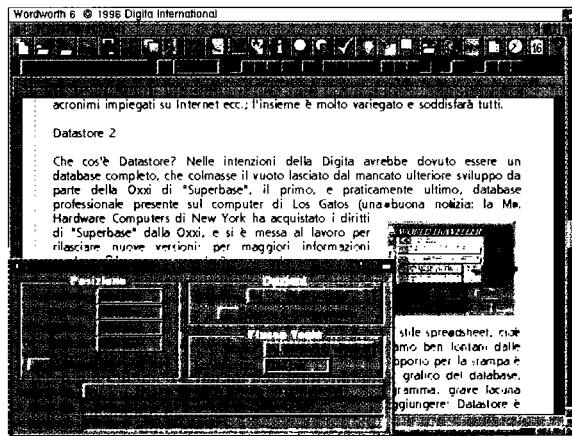 Wordworth 6 © 1996 Digita International
16
acronimi impiegati su Internet ecc.; l'insieme è molto variegato e soddisfarà tutti.
Datastore 2
Che cos'è Datastore? Nelle intenzioni della Digita avrebbe dovuto essere un
database completo, che colmasse il vuoto lasciato dal mancato ulteriore sviluppo da
parte della Oxxi di "Superbase", il primo, e praticamente ultimo, database
professionale presente sul computer di Los Gatos (una buona notizia: la Mr.
Hardware Computers di New York ha acquistato i diritti
di "Superbase" dalla Oxxi, e si è messa al lavoro per
rilasciare nuove versioni: per maggiori informazioni
WORLD TRAVELLER
Posizione
stile spreadsheet, cioè
amo ben lontani dalle
pporto per la stampa è
grafico del database,
gramma. grave lacuna
ggiungere: Datastore è